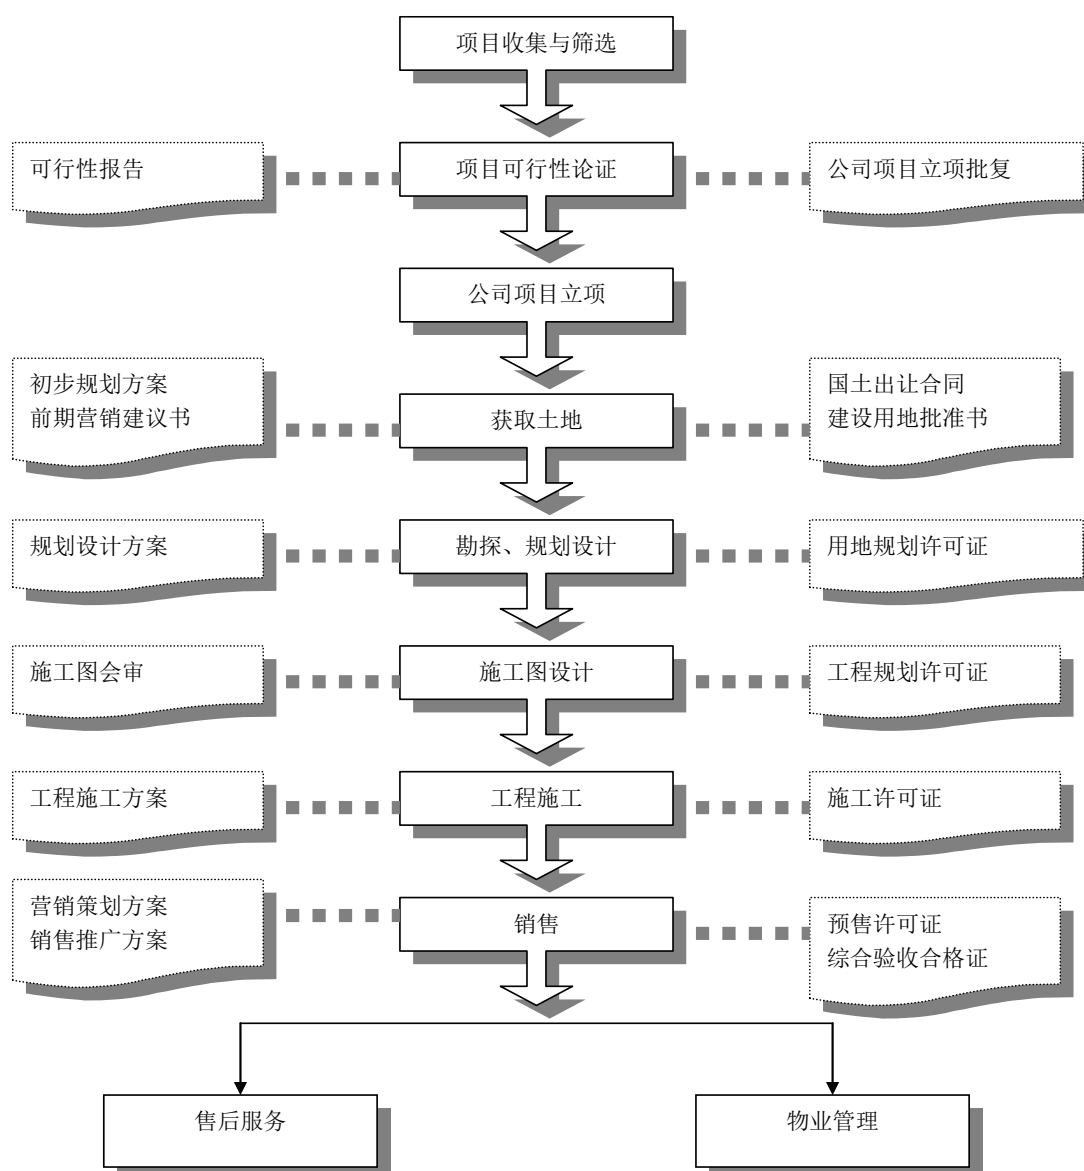 项目收集与筛选
可行性报告
项目可行性论证
公司项目立项批复
公司项目立项
初步规划方案
前期营销建议书
获取土地
国土出让合同
建设用地批准书
规划设计方案
勘探、规划设计
用地规划许可证
施工图会审
施工图设计
工程规划许可证
工程施工方案
工程施工
施工许可证
营销策划方案
销售推广方案
销售
预售许可证
综合验收合格证
售后服务
物业管理